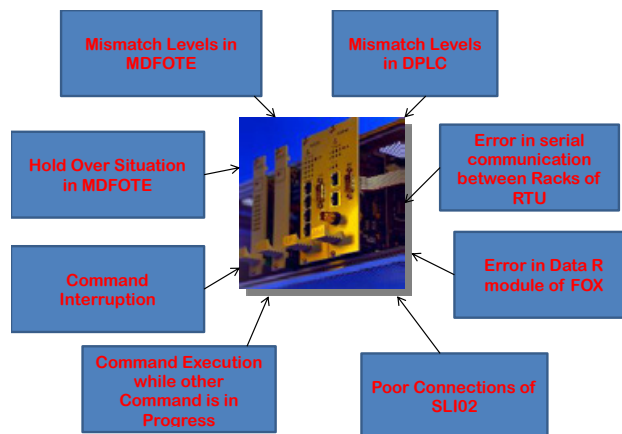 Mismatch Levels in
MDFOTE
Mismatch Levels
in DPLC
Hold Over Situation
in MDFOTE
Error in serial
communication
between Racks of
RTU
Command
Interruption
Error in Data R
module of FOX
Command Execution
while other
Command is in
Progress
Poor Connections of
SLI02